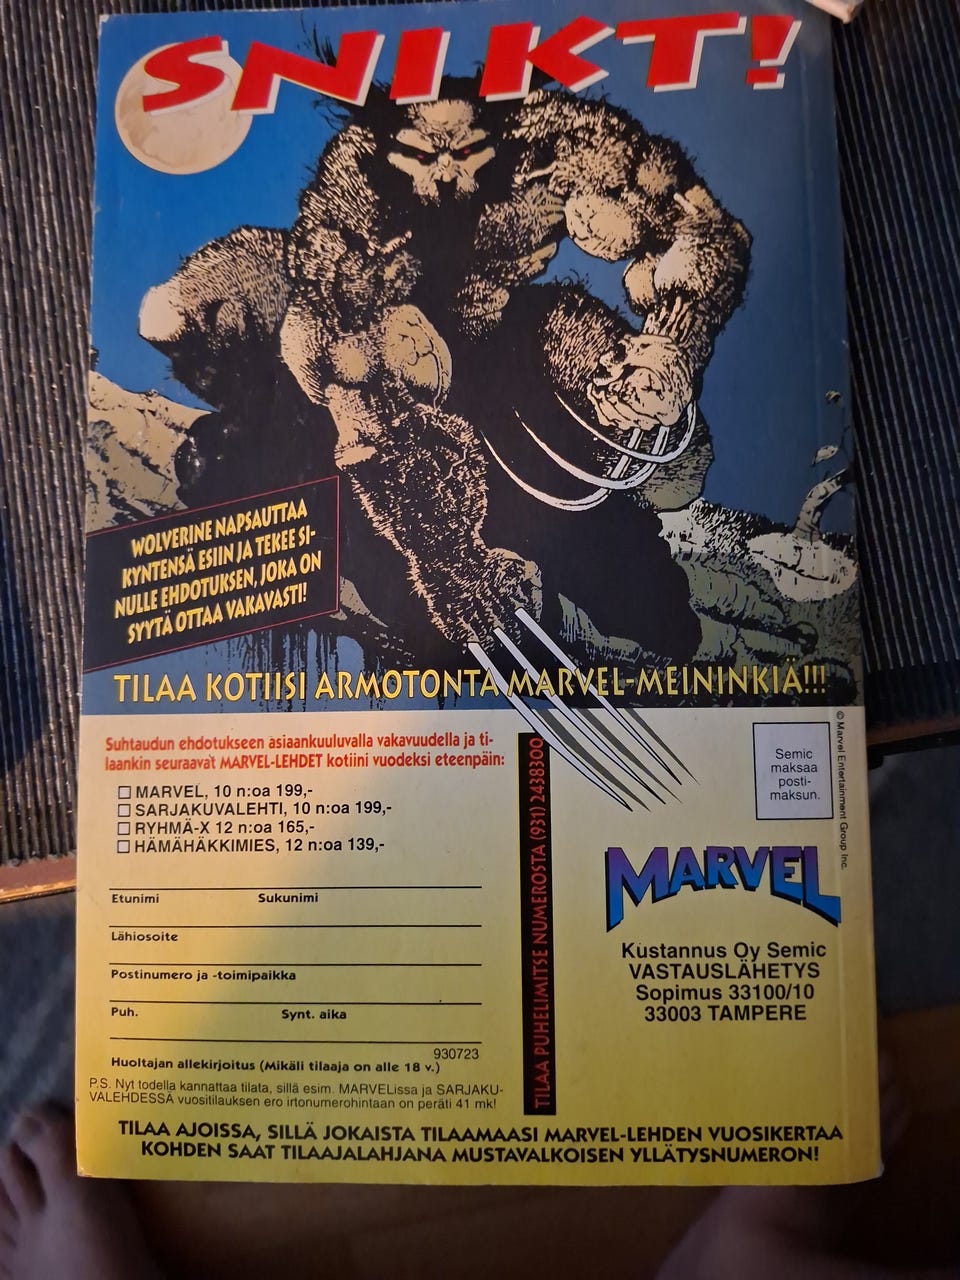 SNIKT!
WOLVERINE NAPSAUTTAA
KYNTENSÄ ESIIN JA TEKEE SI-
NULLE EHDOTUKSEN, JOKA ON
SYYTÄ OTTAA VAKAVASTI!
TILAA KOTIISI ARMOTONTA MARVEL-MEININKIÄ!!!
Suhtaudun ehdotukseen asiaankuuluvalla vakavuudella ja ti-
laankin seuraavat MARVEL-LEHDET kotiini vuodeksi eteenpäin:
MARVEL, 10 n:oa 199,-
SARJAKUVALEHTI, 10 n:oa 199,-
RYHMÄ-X 12 n:oa 165,-
HÄMÄHÄKKIMIES, 12 n:oa 139,-
Etunimi Sukunimi
Lähiosoite
Postinumero ja -toimipaikka
Puh. Synt. aika
930723
Huoltajan allekirjoitus (Mikäli tilaaja on alle 18 v.)
P.S. Nyt todella kannattaa tilata, sillä esim. MARVELissa ja SARJAKU-
VALEHDESSÄ vuositilauksen ero irtonumerohintaan on peräti 41 mk!
TILAA PUHELIMITSE NUMEROSTA (931) 2438300
Semic
maksaa
posti-
maksun.
© Marvel Entertainment Group Inc.
MARVEL
Kustannus Oy Semic
VASTAUSLÄHETYS
Sopimus 33100/10
33003 TAMPERE
TILAA AJOISSA, SILLÄ JOKAISTA TILAAMAASI MARVEL-LEHDEN VUOSIKERTAA
KOHDEN SAAT TILAAJALAHJANA MUSTAVALKOISEN YLLÄTYSNUMERON!